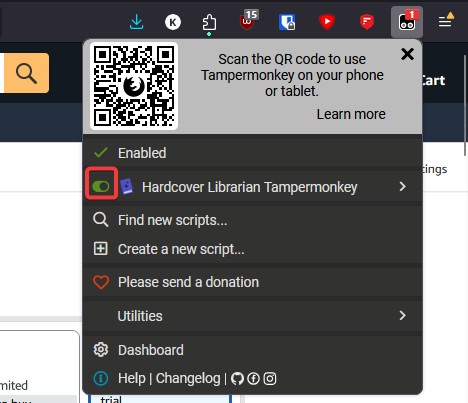 K
15
1
Scan the QR code to use
Tampermonkey on your phone
or tablet.
Learn more
Cart
Enabled
tings
Hardcover Librarian Tampermonkey
Find new scripts...
Create a new script...
Please send a donation
Utilities
Dashboard
mited
Help | Changelog |
trial